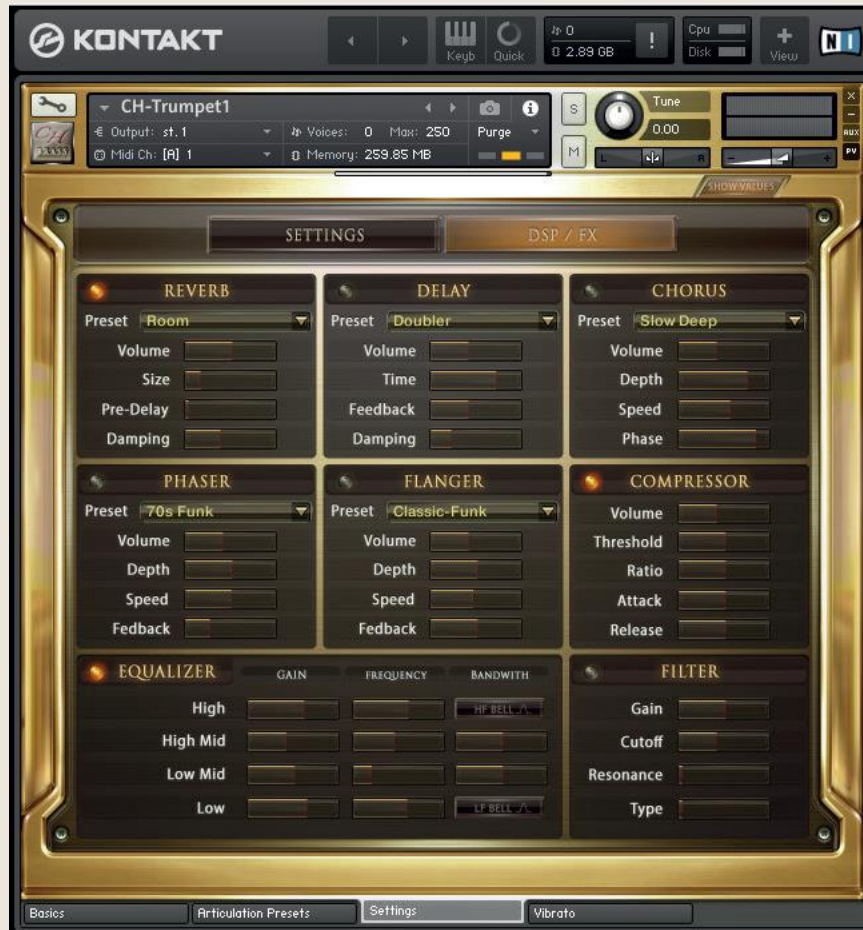 KONTAKT
Keyb Quick
0
2.89 GB
!
Cpu
Disk
View
NI
CH-Trumpet1
Output: st.1 Voices: 0 Max: 250 Purge
Midi Ch: [A] 1 Memory: 259.85 MB
S
M
Tune
0.00
L R
- +
×
-
AUX
PV
CH
BRASS
SHOW VALUES
SETTINGS DSP / FX
REVERB
Preset Room
Volume
Size
Pre-Delay
Damping
DELAY
Preset Doubler
Volume
Time
Feedback
Damping
CHORUS
Preset Slow Deep
Volume
Depth
Speed
Phase
PHASER
Preset 70s Funk
Volume
Depth
Speed
Fedback
FLANGER
Preset Classic-Funk
Volume
Depth
Speed
Fedback
COMPRESSOR
Volume
Threshold
Ratio
Attack
Release
EQUALIZER GAIN FREQUENCY BANDWITH
High HF BELL
High Mid
Low Mid
Low LF BELL
FILTER
Gain
Cutoff
Resonance
Type
Basics Articulation Presets Settings Vibrato